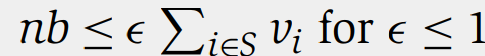 nb ≤ ϵ ∑_{i∈S} v_i for ϵ ≤ 1